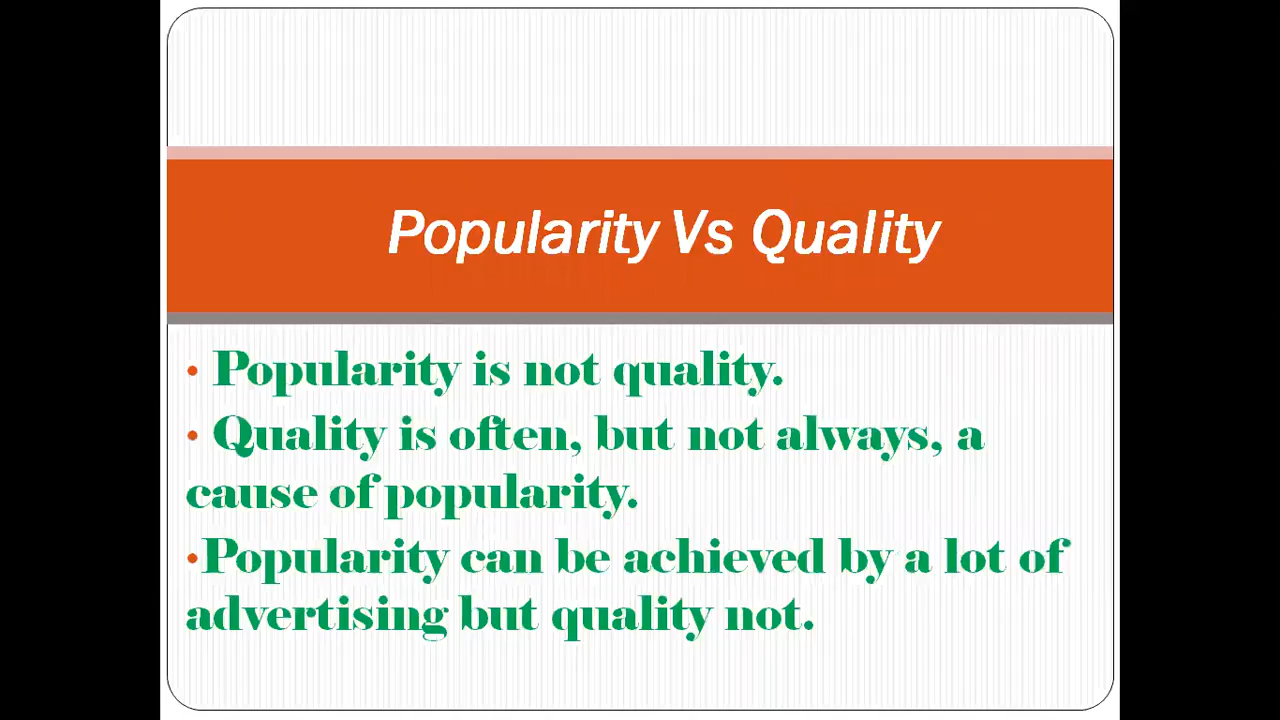 Popularity Vs Quality
• Popularity is not quality.
• Quality is often, but not always, a
cause of popularity.
•Popularity can be achieved by a lot of
advertising but quality not.